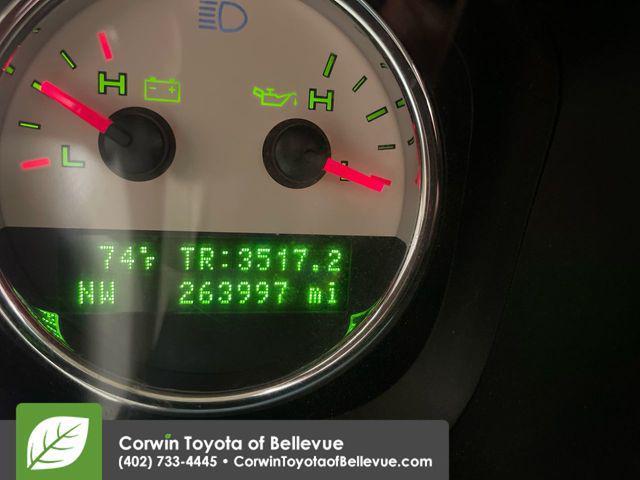 H H
L L
74°F TR:3517.2
NW 263997 mi
Corwin Toyota of Bellevue
(402) 733-4445 • CorwinToyotaofBellevue.com